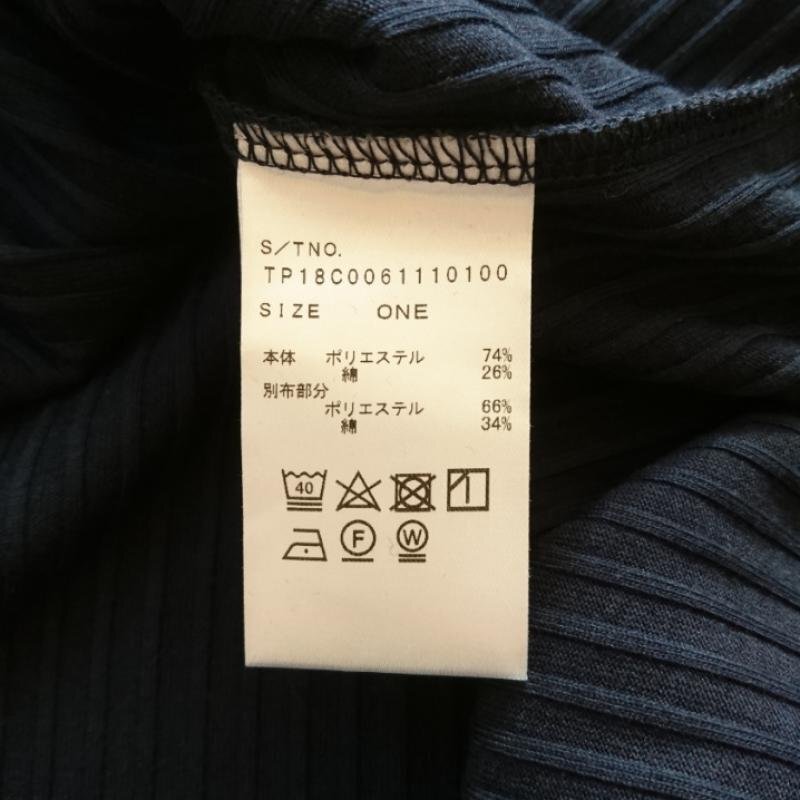 S/TNO.
TP18C0061110100
SIZE ONE
本体 ポリエステル 74%
綿 26%
別布部分
ポリエステル 66%
綿 34%
40
F W